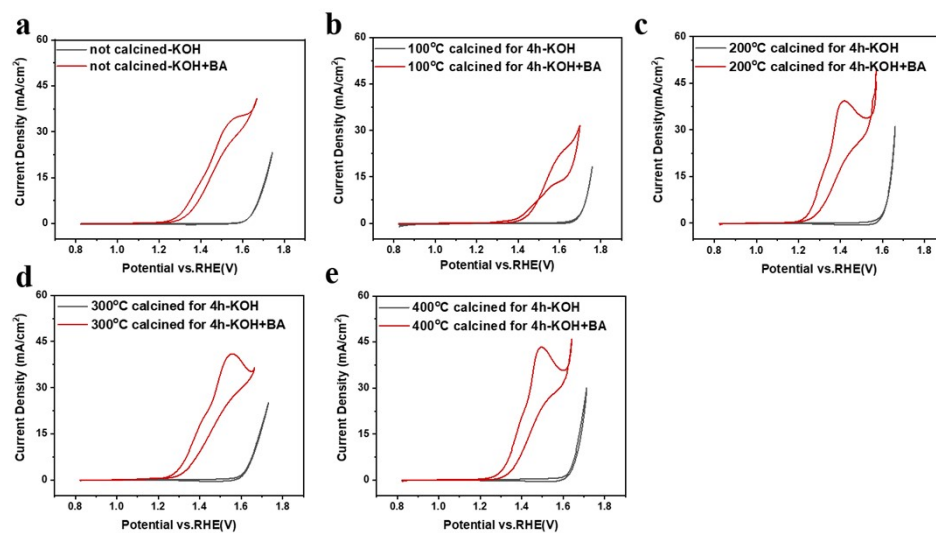 a
not calcined-KOH
not calcined-KOH+BA
Current Density (mA/cm²)
60
45
30
15
0
0.8 1.0 1.2 1.4 1.6 1.8
Potential vs.RHE(V)
b
100°C calcined for 4h-KOH
100°C calcined for 4h-KOH+BA
Current Density (mA/cm²)
60
45
30
15
0
0.8 1.0 1.2 1.4 1.6 1.8
Potential vs.RHE(V)
c
200°C calcined for 4h-KOH
200°C calcined for 4h-KOH+BA
Current Density(mA/cm²)
60
45
30
15
0
0.8 1.0 1.2 1.4 1.6 1.8
Potential vs.RHE(V)
d
300°C calcined for 4h-KOH
300°C calcined for 4h-KOH+BA
Current Density (mA/cm²)
60
45
30
15
0
0.8 1.0 1.2 1.4 1.6 1.8
Potential vs.RHE(V)
e
400°C calcined for 4h-KOH
400°C calcined for 4h-KOH+BA
Current Density (mA/cm²)
60
45
30
15
0
0.8 1.0 1.2 1.4 1.6 1.8
Potential vs.RHE(V)